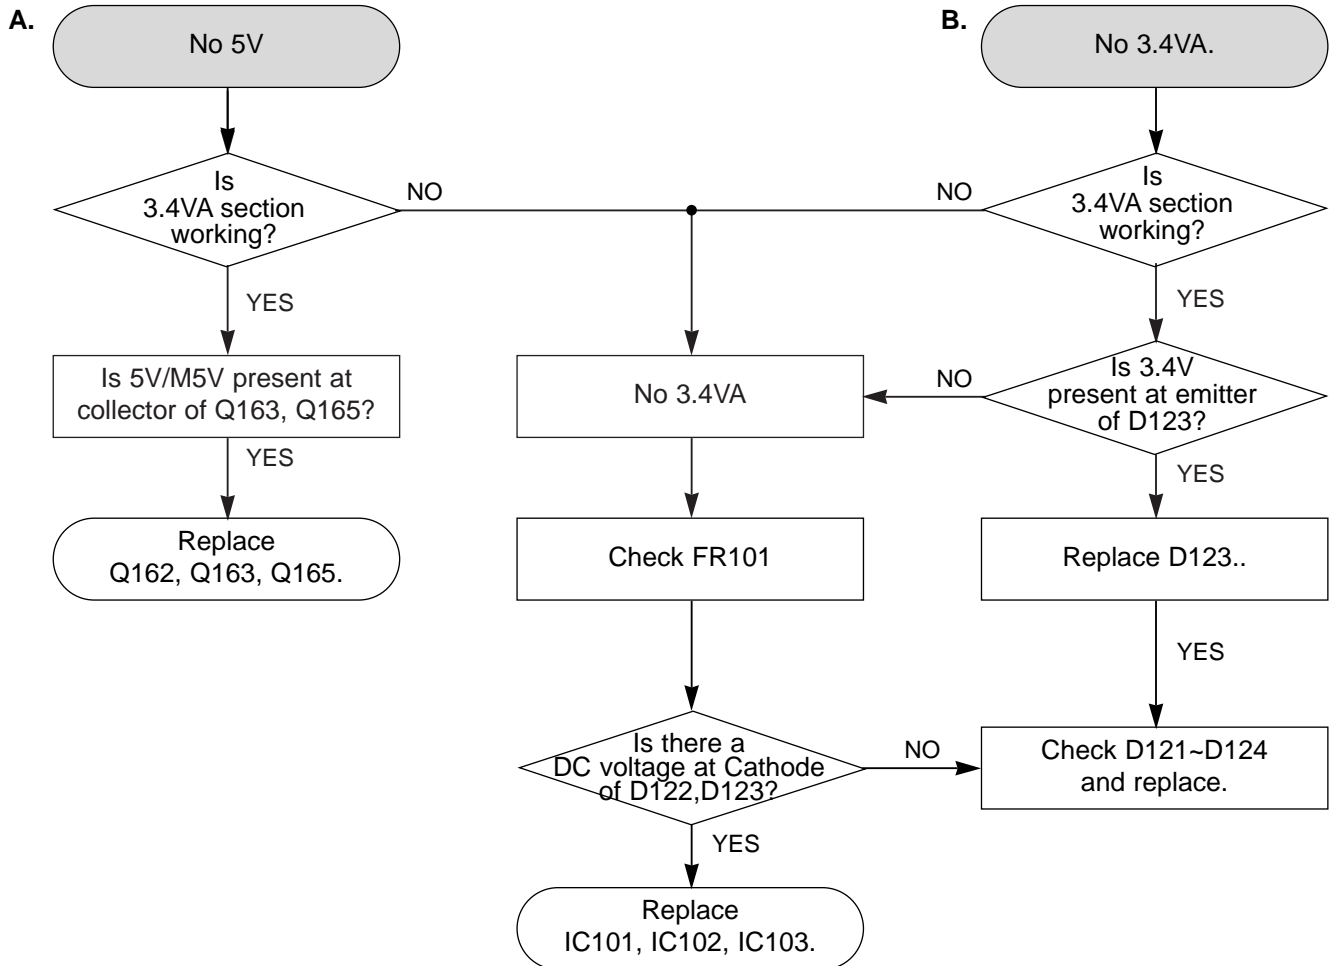 A.
No 5V
Is
3.4VA section
working?
NO
YES
Is 5V/M5V present at
collector of Q163, Q165?
YES
Replace
Q162, Q163, Q165.
B.
No 3.4VA.
Is
3.4VA section
working?
NO
YES
Is 3.4V
present at emitter
of D123?
NO
YES
Replace D123..
YES
Check D121~D124
and replace.
No 3.4VA
Check FR101
Is there a
DC voltage at Cathode
of D122,D123?
NO
YES
Replace
IC101, IC102, IC103.